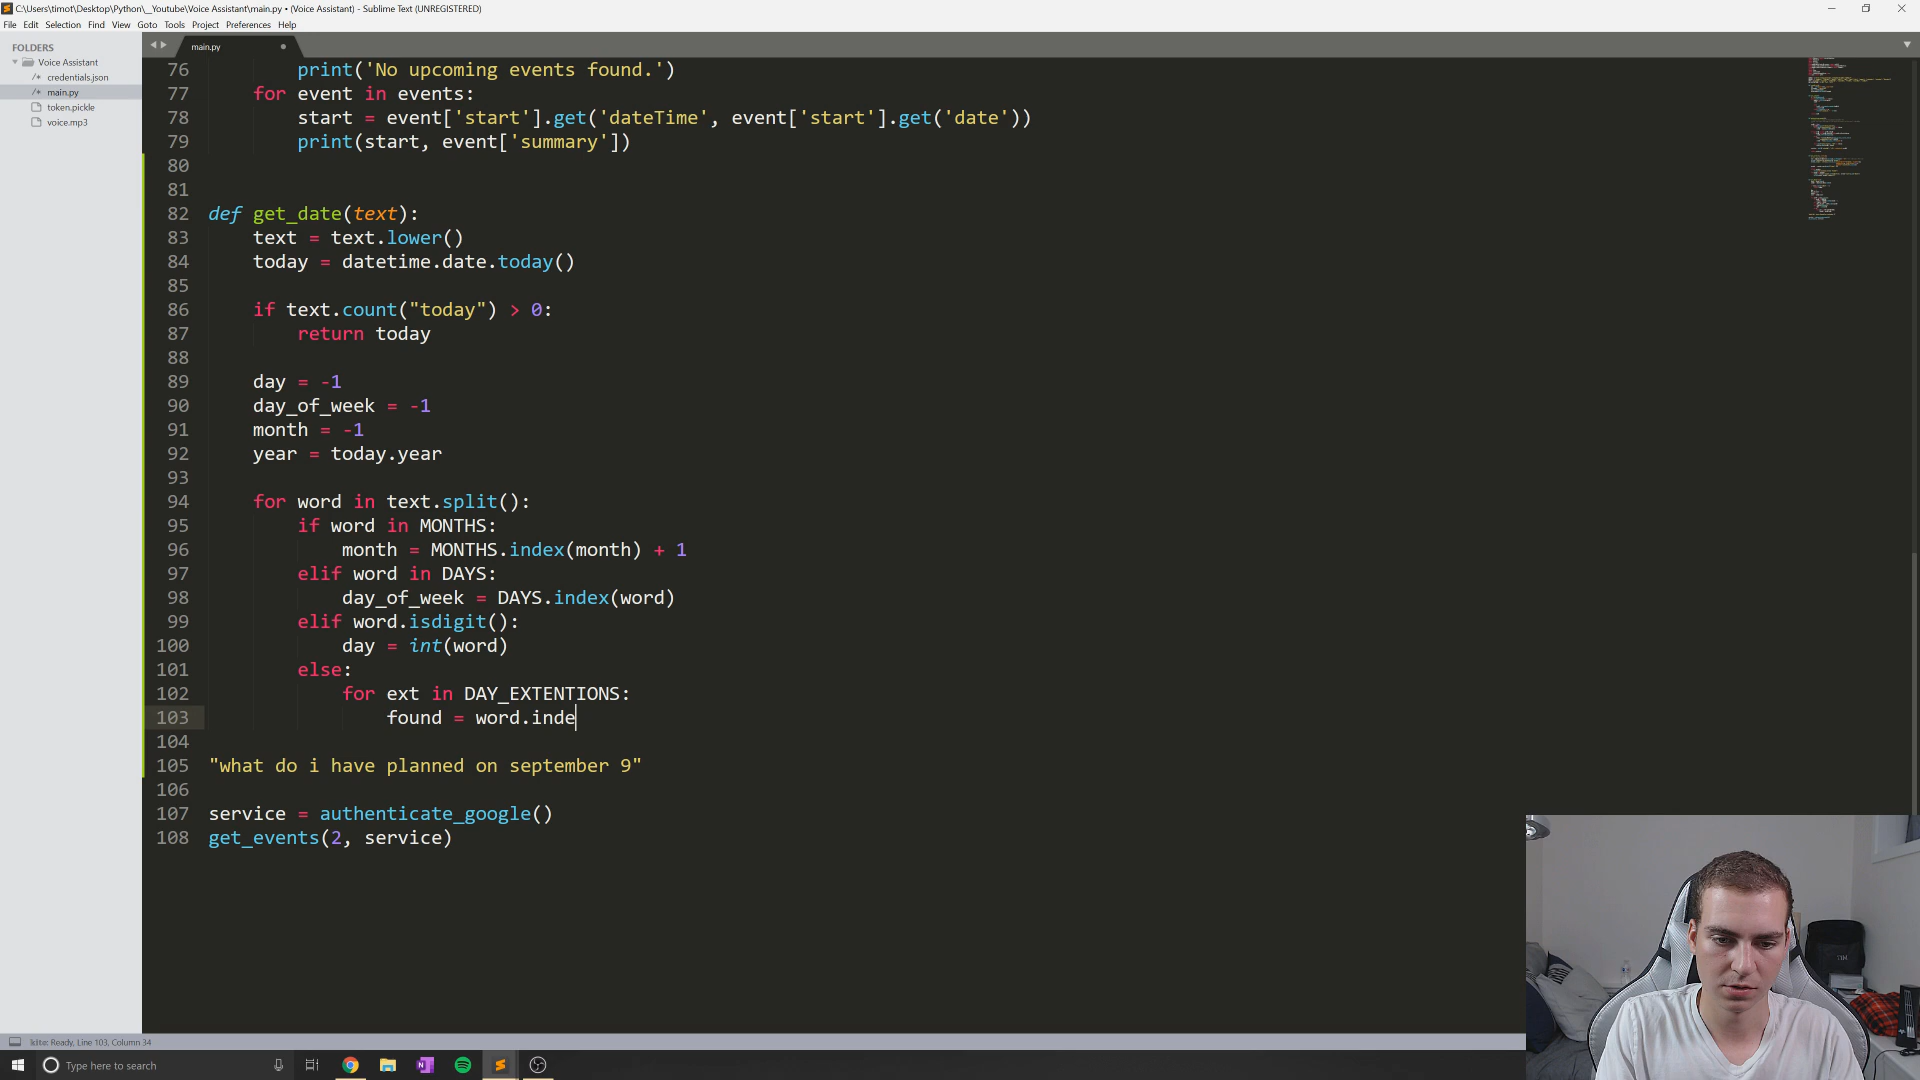 C:\Users\timot\Desktop\Python\__Youtube\Voice Assistant\main.py • (Voice Assistant) - Sublime Text (UNREGISTERED)
File Edit Selection Find View Goto Tools Project Preferences Help
FOLDERS
Voice Assistant
/* credentials.json
/* main.py
token.pickle
voice.mp3
main.py
76 print('No upcoming events found.')
77 for event in events:
78 start = event['start'].get('dateTime', event['start'].get('date'))
79 print(start, event['summary'])
80
81
82 def get_date(text):
83 text = text.lower()
84 today = datetime.date.today()
85
86 if text.count("today") > 0:
87 return today
88
89 day = -1
90 day_of_week = -1
91 month = -1
92 year = today.year
93
94 for word in text.split():
95 if word in MONTHS:
96 month = MONTHS.index(month) + 1
97 elif word in DAYS:
98 day_of_week = DAYS.index(word)
99 elif word.isdigit():
100 day = int(word)
101 else:
102 for ext in DAY_EXTENTIONS:
103 found = word.inde
104
105 "what do i have planned on september 9"
106
107 service = authenticate_google()
108 get_events(2, service)
kite: Ready, Line 103, Column 34
Type here to search